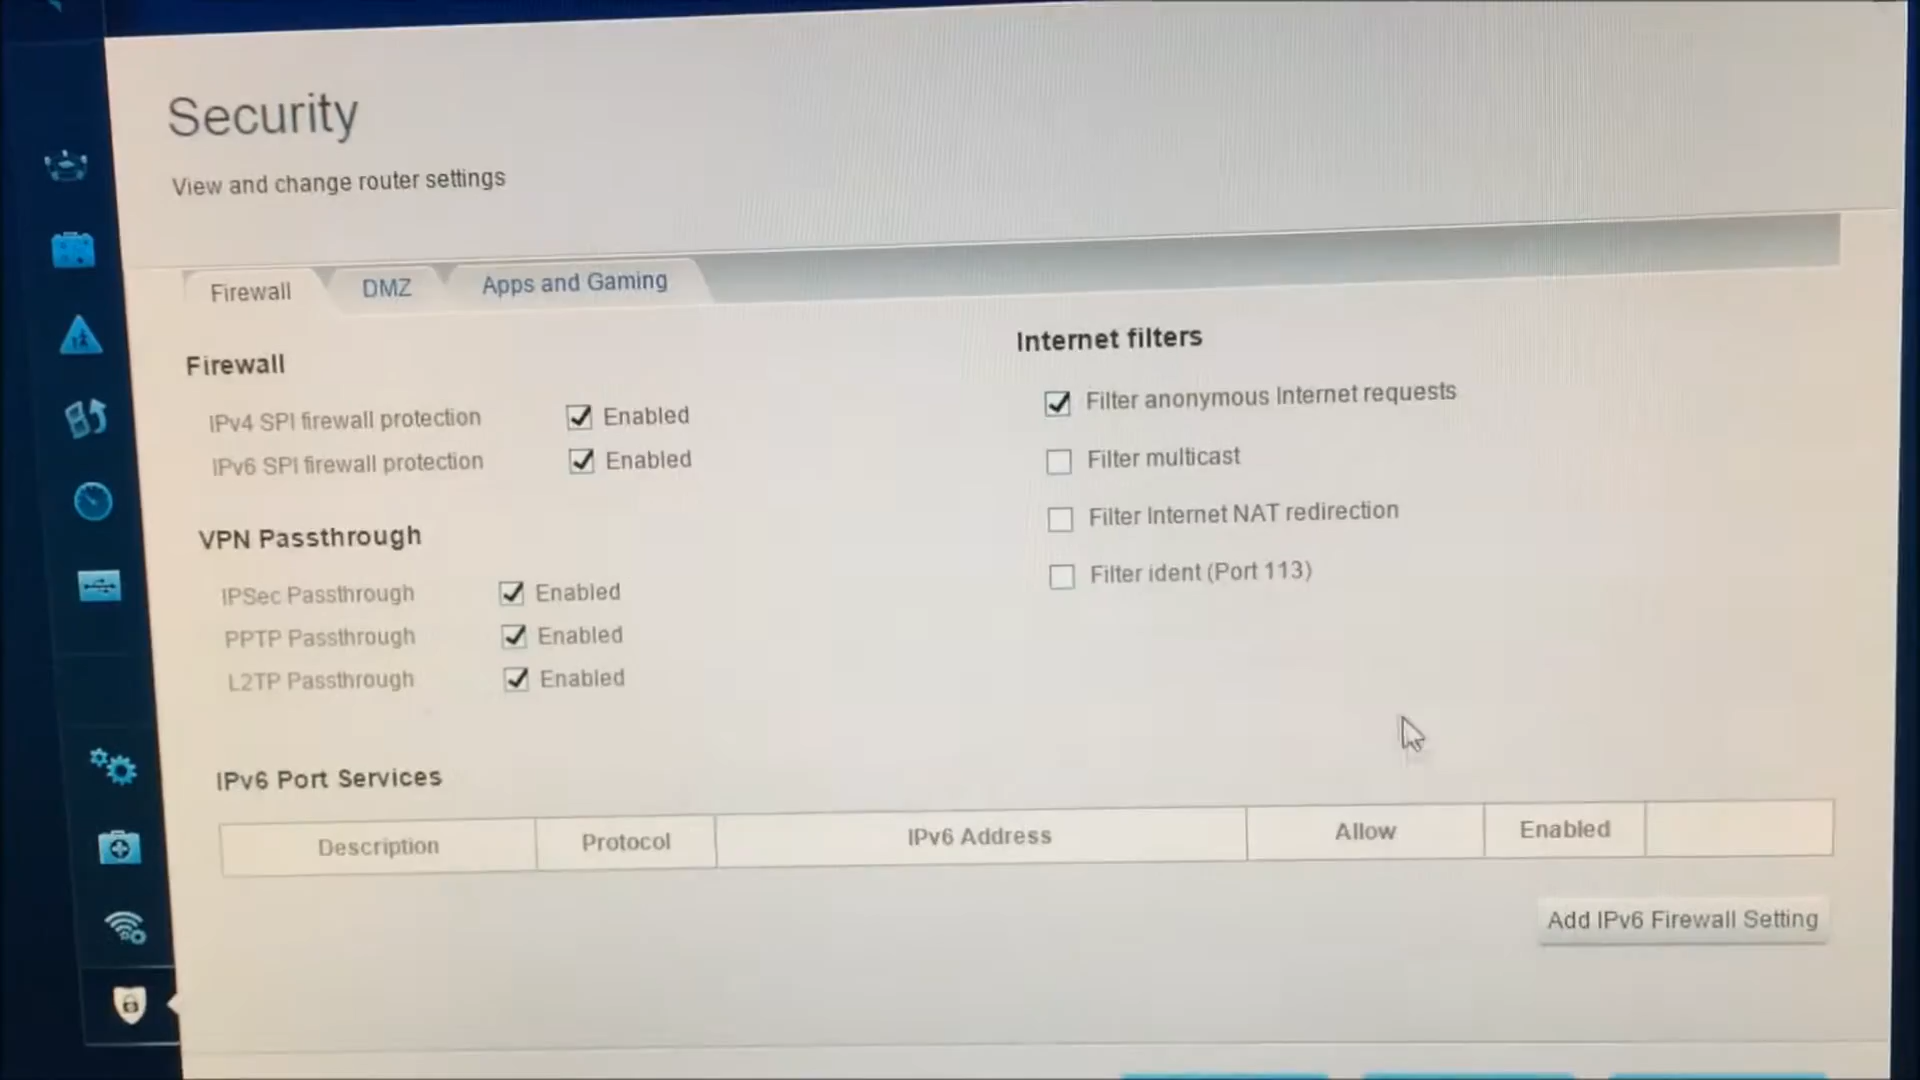 Security
View and change router settings
Firewall
DMZ
Apps and Gaming
Firewall
IPv4 SPI firewall protection
Enabled
IPv6 SPI firewall protection
Enabled
VPN Passthrough
IPSec Passthrough
Enabled
PPTP Passthrough
Enabled
L2TP Passthrough
Enabled
Internet filters
Filter anonymous Internet requests
Filter multicast
Filter Internet NAT redirection
Filter ident (Port 113)
IPv6 Port Services
Description
Protocol
IPv6 Address
Allow
Enabled
Add IPv6 Firewall Setting